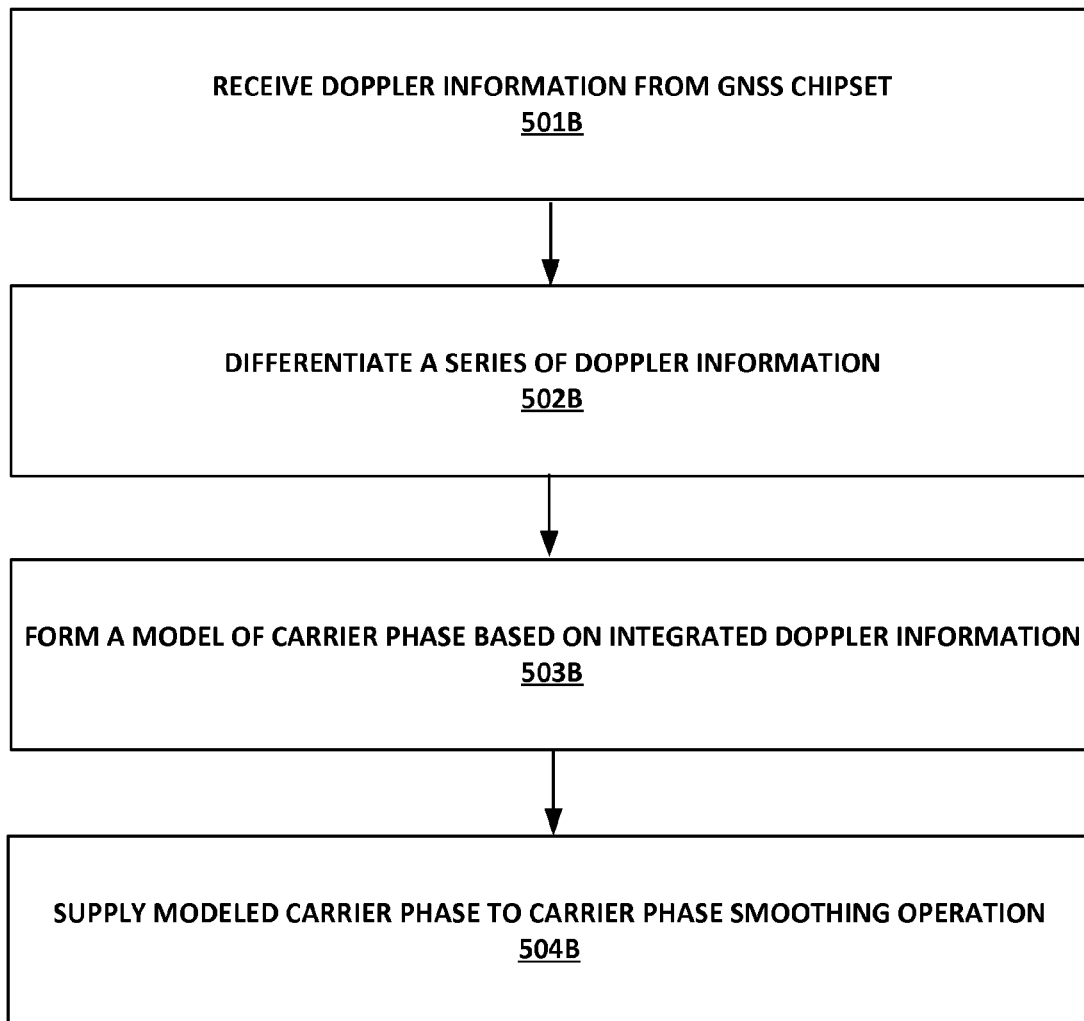 RECEIVE DOPPLER INFORMATION FROM GNSS CHIPSET
501B
DIFFERENTIATE A SERIES OF DOPPLER INFORMATION
502B
FORM A MODEL OF CARRIER PHASE BASED ON INTEGRATED DOPPLER INFORMATION
503B
SUPPLY MODELED CARRIER PHASE TO CARRIER PHASE SMOOTHING OPERATION
504B